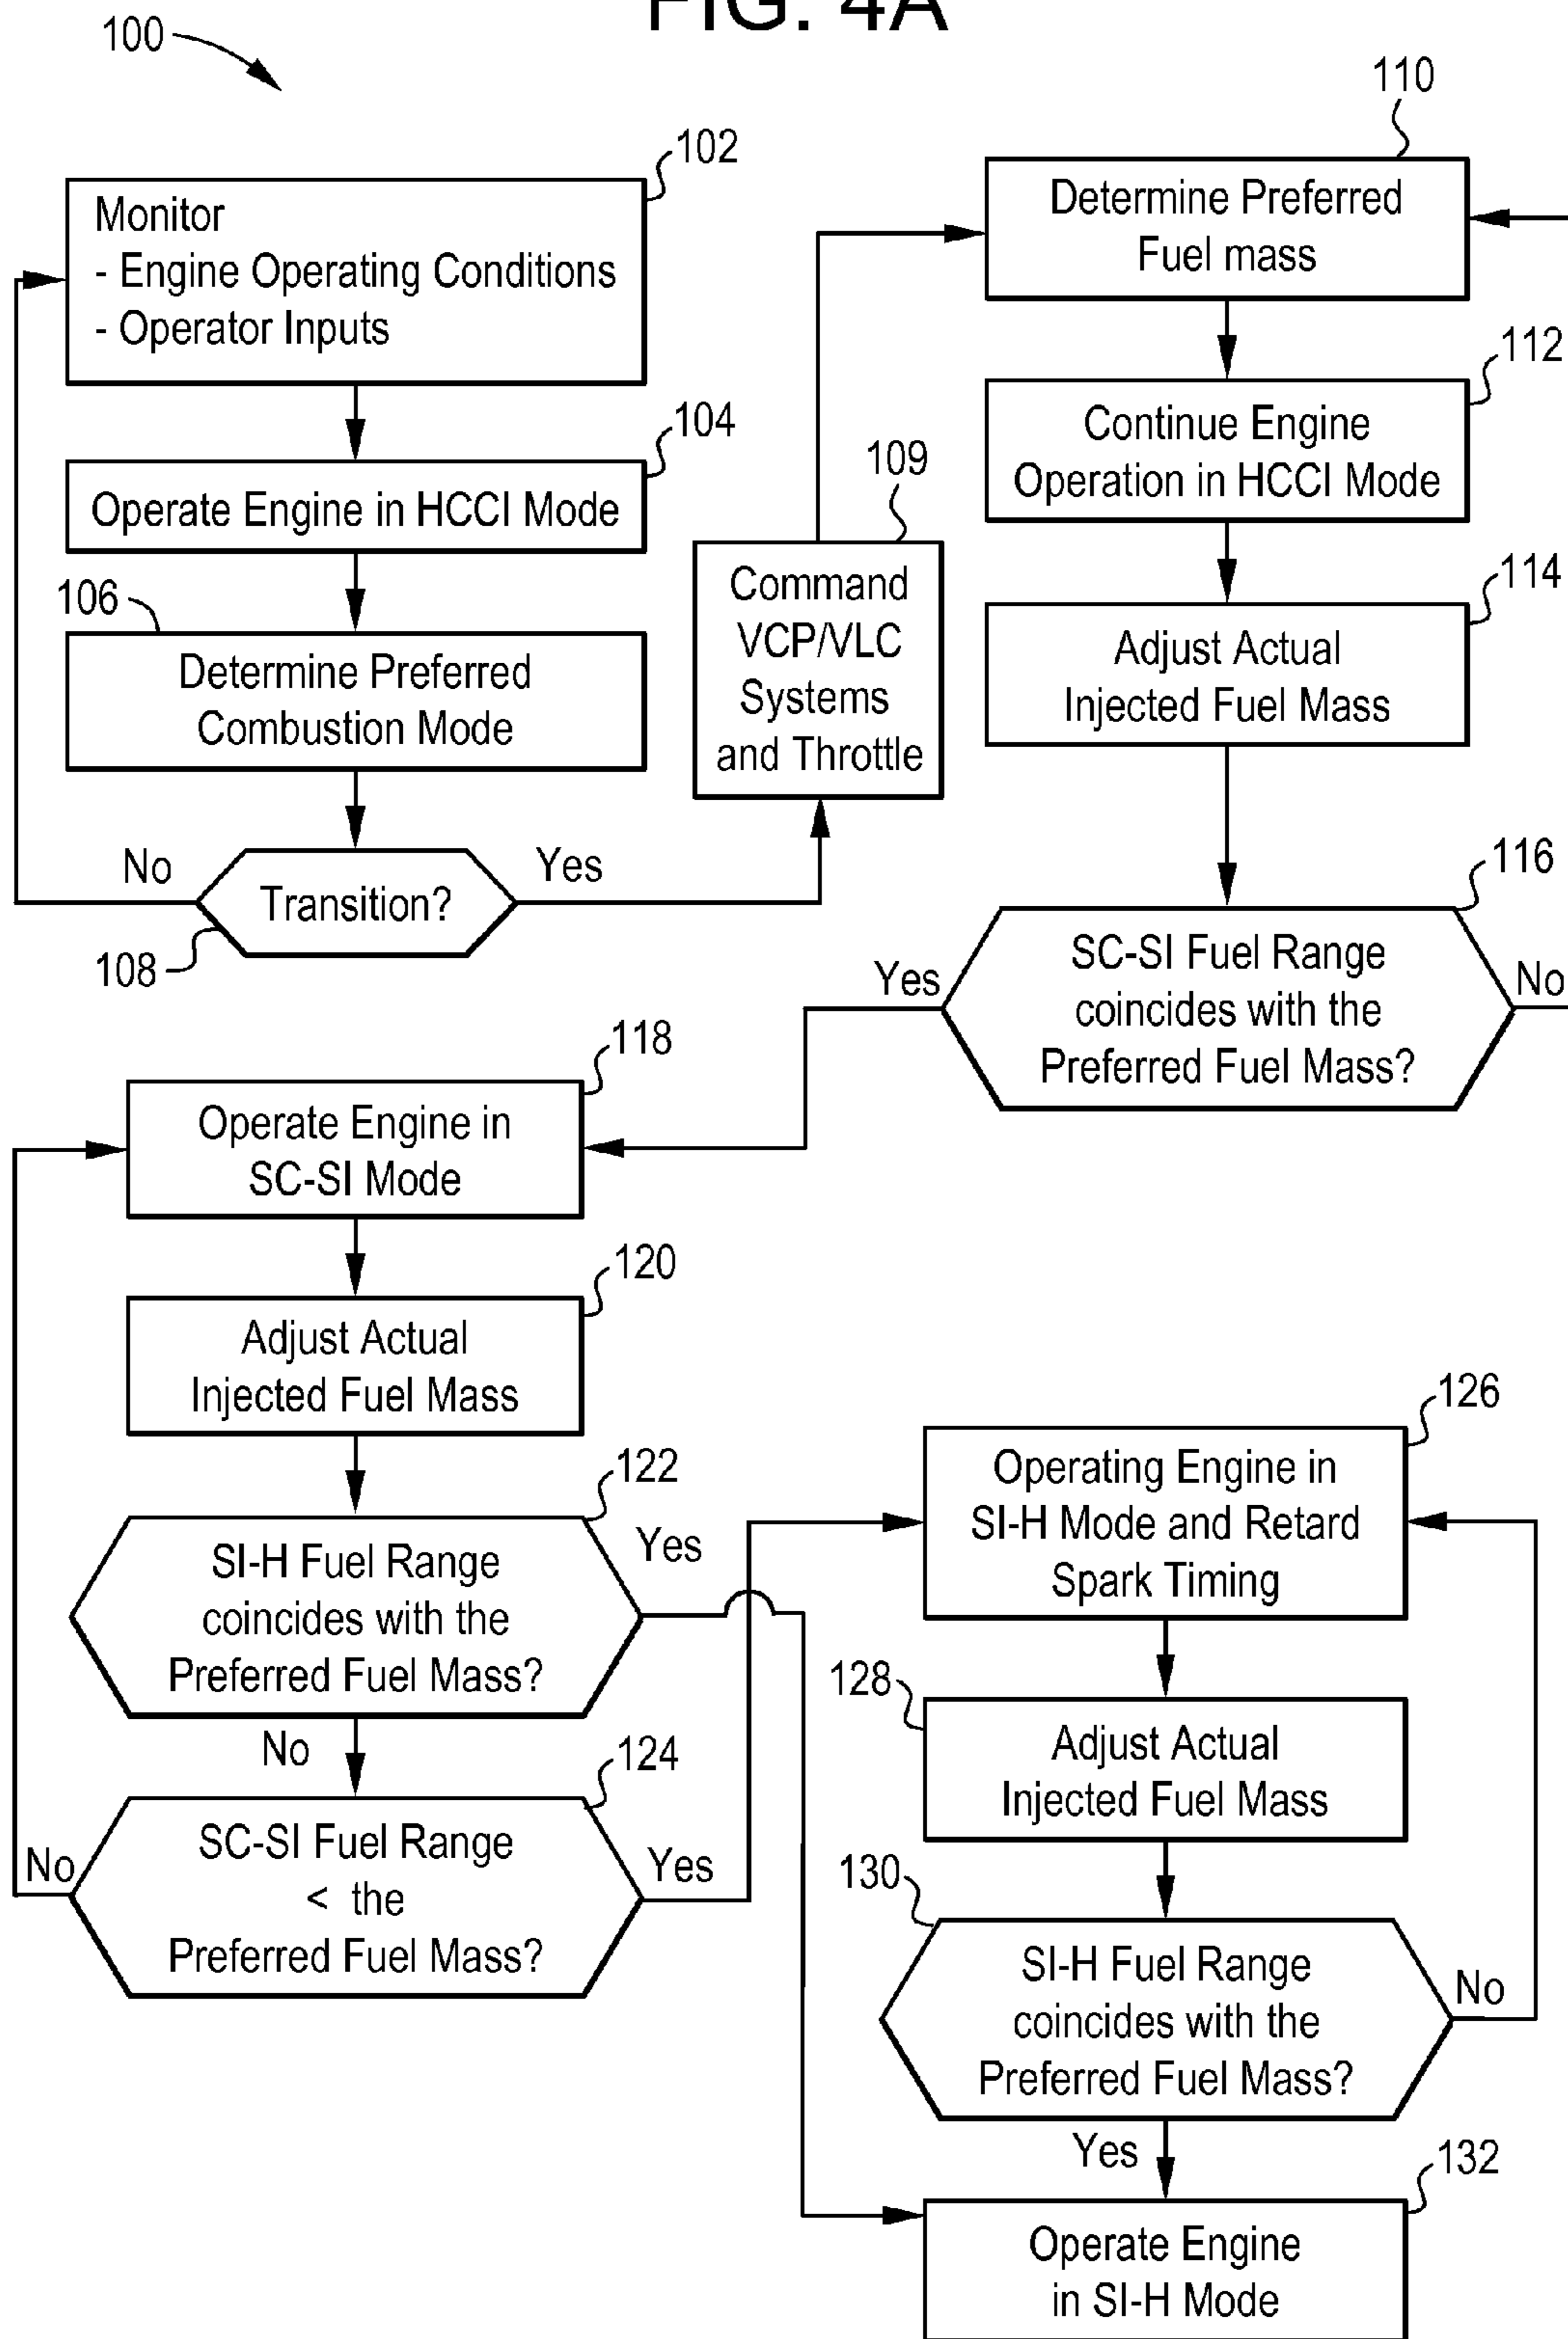 FIG. 4A
100
102
Monitor
- Engine Operating Conditions
- Operator Inputs
104
Operate Engine in HCCI Mode
106
Determine Preferred
Combustion Mode
No
Transition?
Yes
108
109
Command
VCP/VLC
Systems
and Throttle
110
Determine Preferred
Fuel mass
112
Continue Engine
Operation in HCCI Mode
114
Adjust Actual
Injected Fuel Mass
116
SC-SI Fuel Range
coincides with the
Preferred Fuel Mass?
Yes
No
118
Operate Engine in
SC-SI Mode
120
Adjust Actual
Injected Fuel Mass
122
SI-H Fuel Range
coincides with the
Preferred Fuel Mass?
Yes
No
124
SC-SI Fuel Range
< the
Preferred Fuel Mass?
No
Yes
126
Operating Engine in
SI-H Mode and Retard
Spark Timing
128
Adjust Actual
Injected Fuel Mass
130
SI-H Fuel Range
coincides with the
Preferred Fuel Mass?
No
Yes
132
Operate Engine
in SI-H Mode